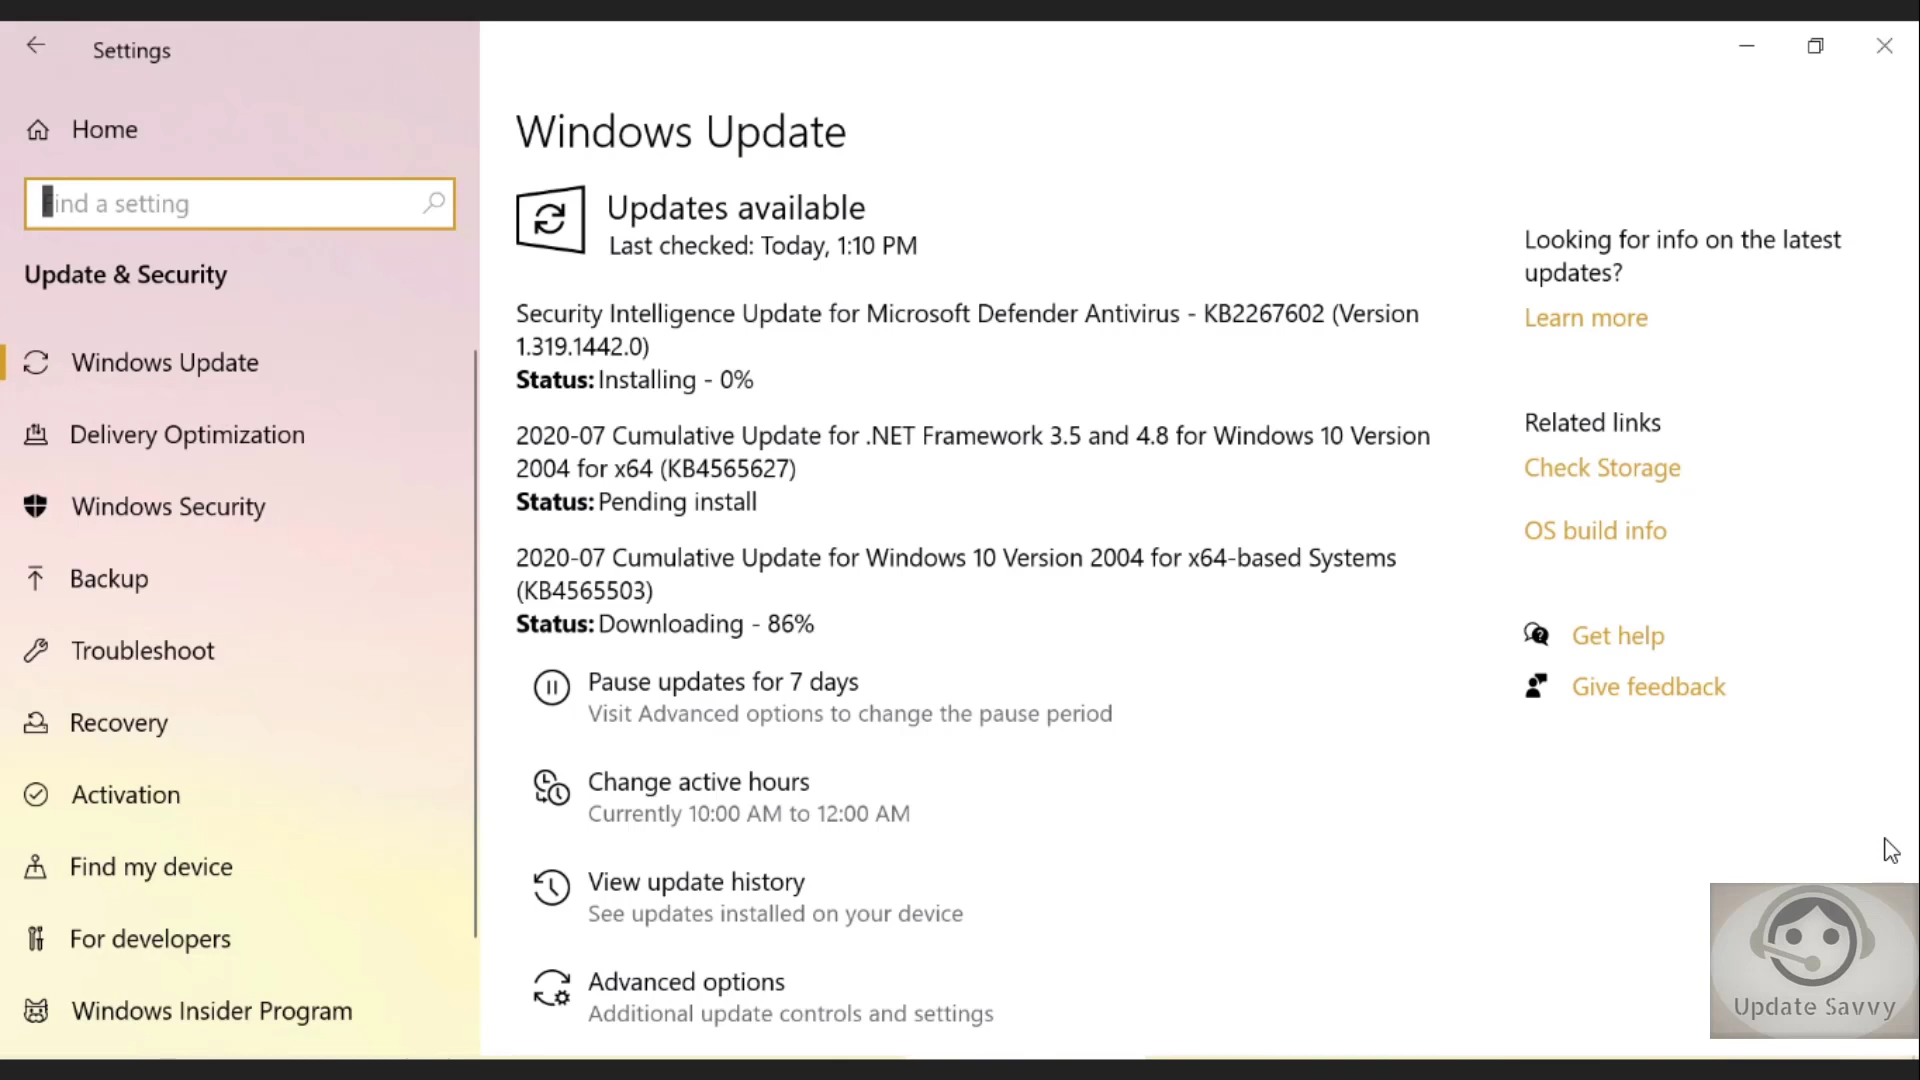 Settings
Home
ind a setting
Update & Security
Windows Update
Delivery Optimization
Windows Security
Backup
Troubleshoot
Recovery
Activation
Find my device
For developers
Windows Insider Program
Windows Update
Updates available
Last checked: Today, 1:10 PM
Security Intelligence Update for Microsoft Defender Antivirus - KB2267602 (Version
1.319.1442.0)
Status: Installing - 0%
2020-07 Cumulative Update for .NET Framework 3.5 and 4.8 for Windows 10 Version
2004 for x64 (KB4565627)
Status: Pending install
2020-07 Cumulative Update for Windows 10 Version 2004 for x64-based Systems
(KB4565503)
Status: Downloading - 86%
Pause updates for 7 days
Visit Advanced options to change the pause period
Change active hours
Currently 10:00 AM to 12:00 AM
View update history
See updates installed on your device
Advanced options
Additional update controls and settings
Looking for info on the latest
updates?
Learn more
Related links
Check Storage
OS build info
Get help
Give feedback
Update Savvy